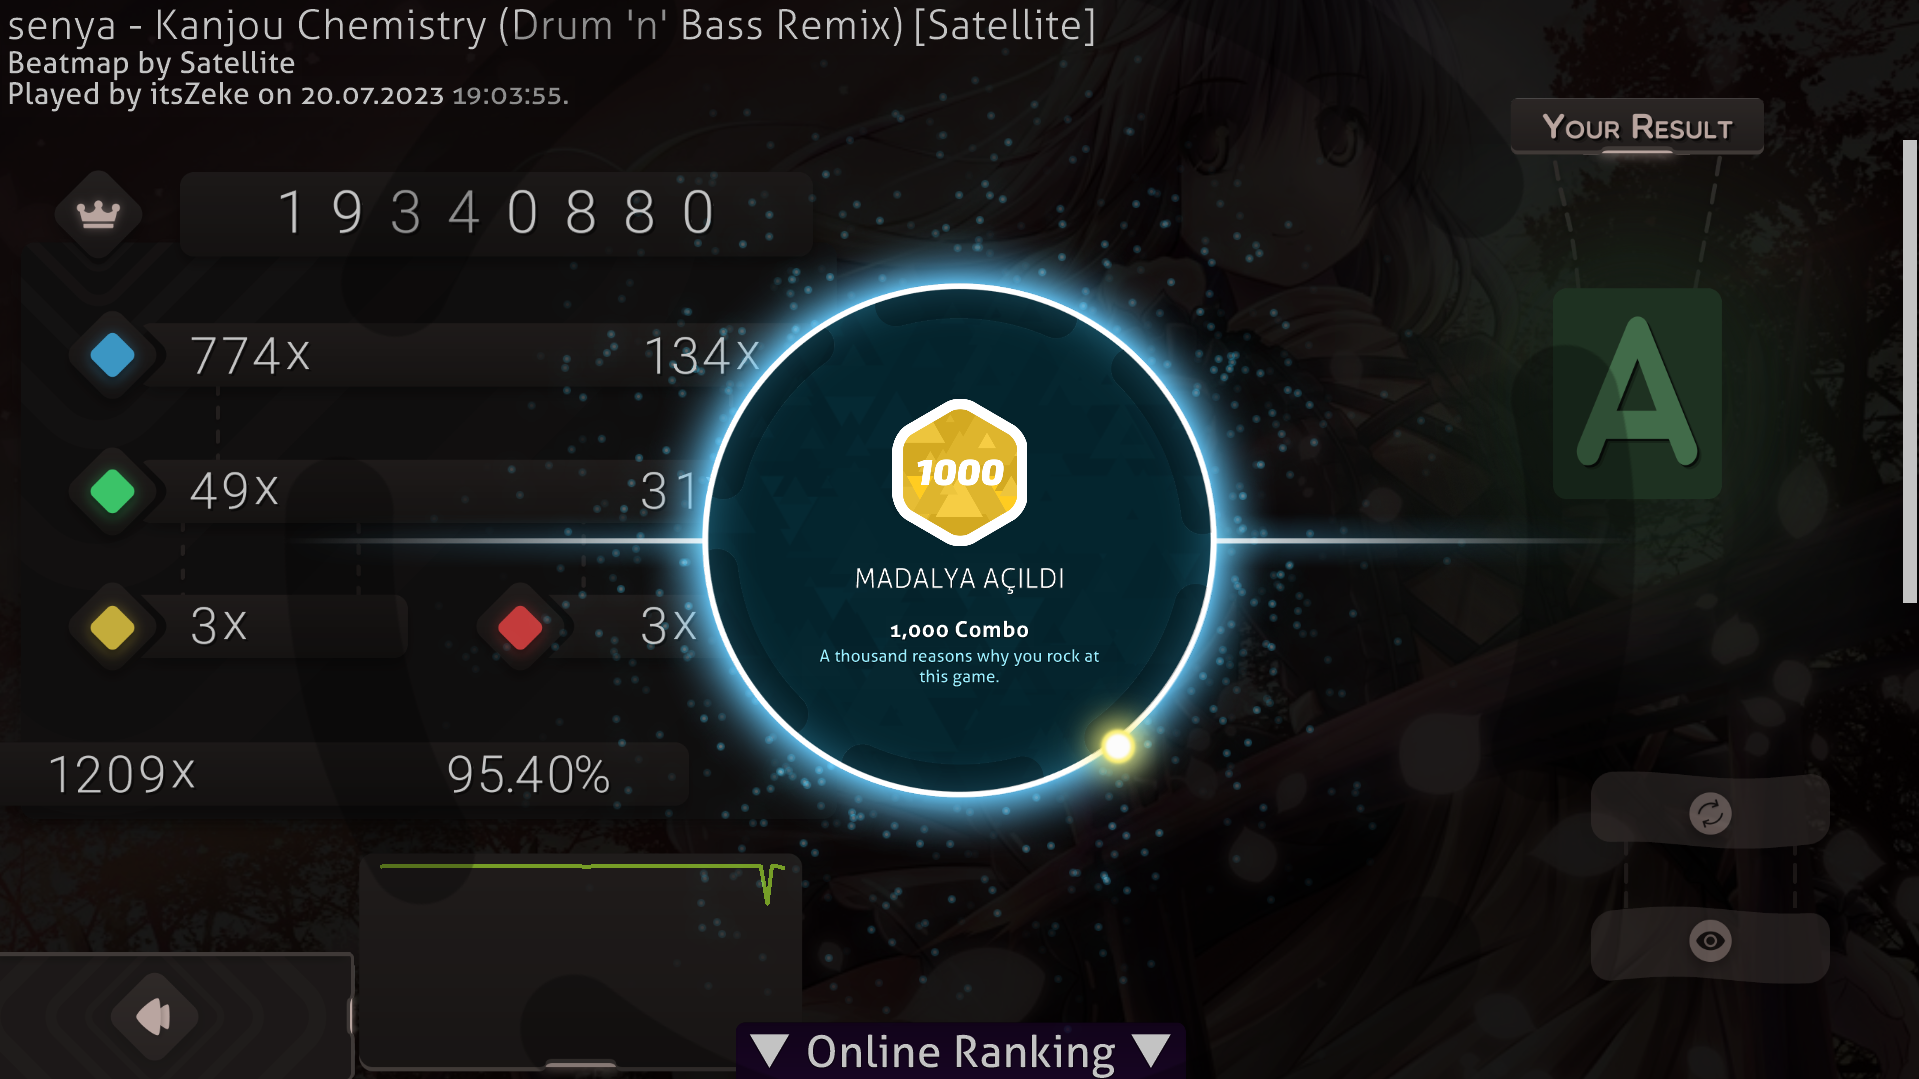 senya - Kanjou Chemistry (Drum 'n' Bass Remix) [Satellite]
Beatmap by Satellite
Played by itsZeke on 20.07.2023 19:03:55.
YOUR RESULT
19340880
774x 134x
A
49x 31
1000
MADALYA AÇILDI
3x 3x
1,000 Combo
A thousand reasons why you rock at
this game.
1209x 95.40%
▼ Online Ranking ▼